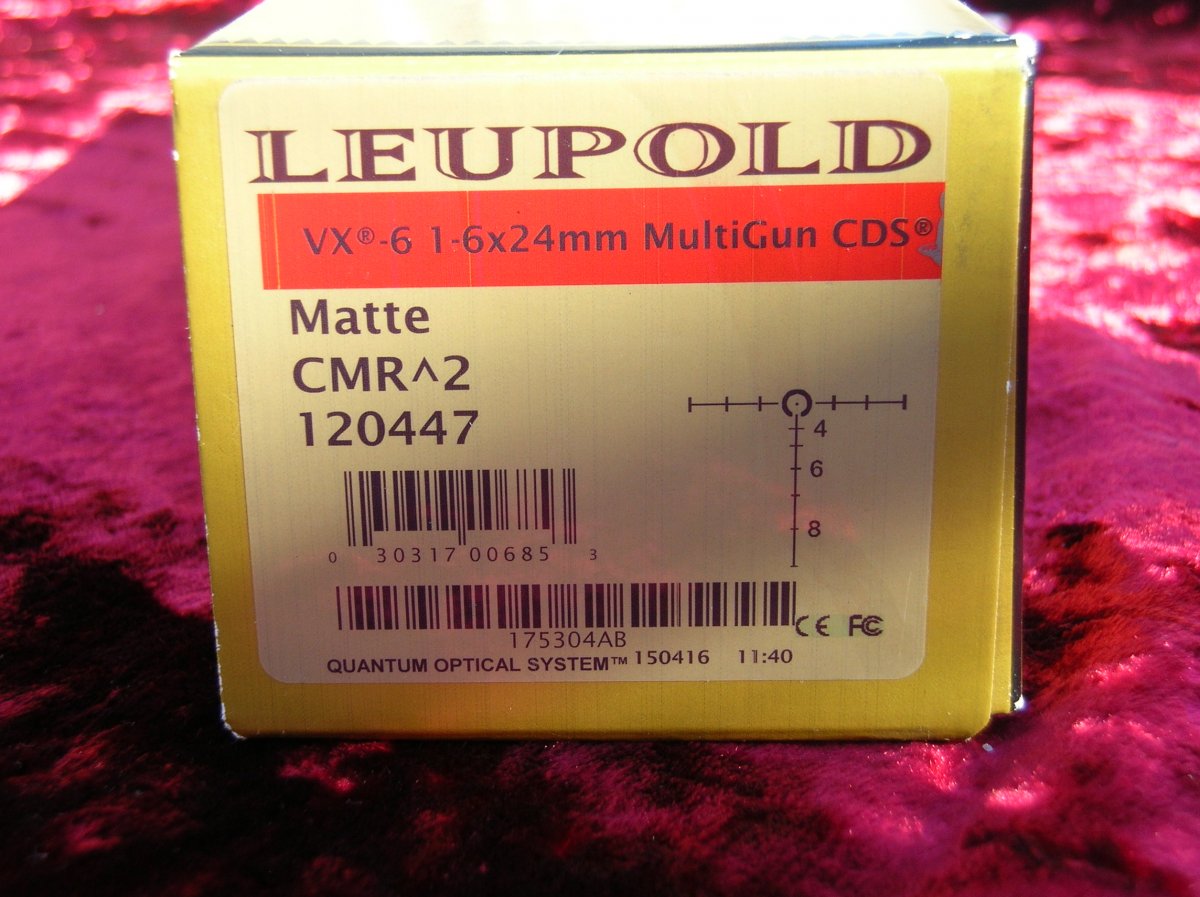 LEUPOLD
VX®-6 1-6x24mm MultiGun CDS®
Matte
CMR^2
120447
4
6
8
0 30317 00685 3
175304AB
CE FC
QUANTUM OPTICAL SYSTEM™ 150416 11:40